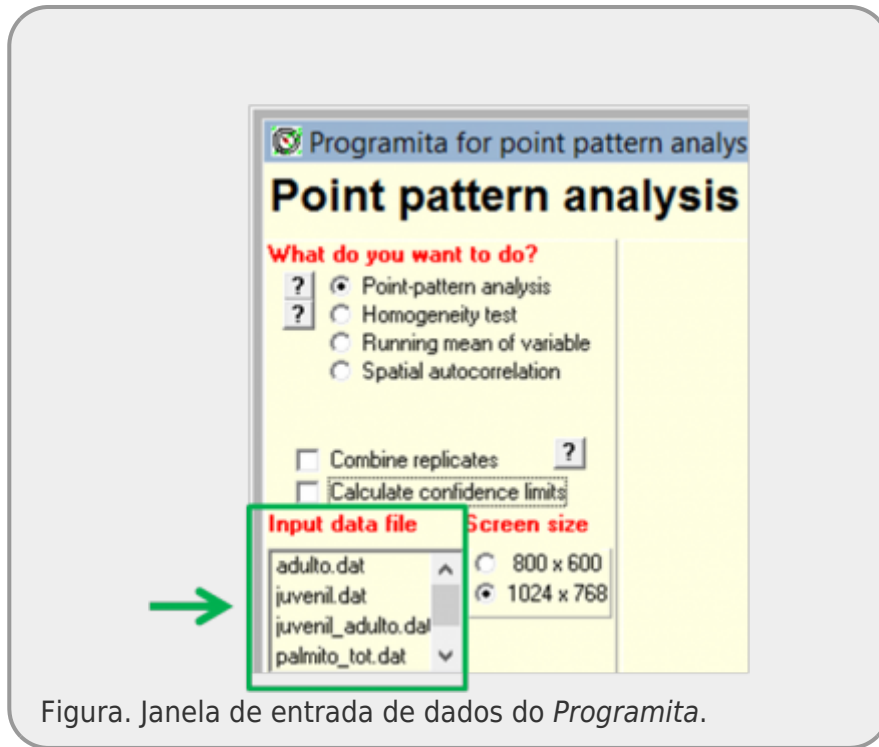 Programita for point pattern analys
Point pattern analysis
What do you want to do?
? Point-pattern analysis
? Homogeneity test
Running mean of variable
Spatial autocorrelation
Combine replicates ?
Calculate confidence limits
Input data file Screen size
adulto.dat 800 x 600
juvenil.dat 1024 x 768
juvenil_adulto.dat
palmito_tot.dat
Figura. Janela de entrada de dados do Programita.